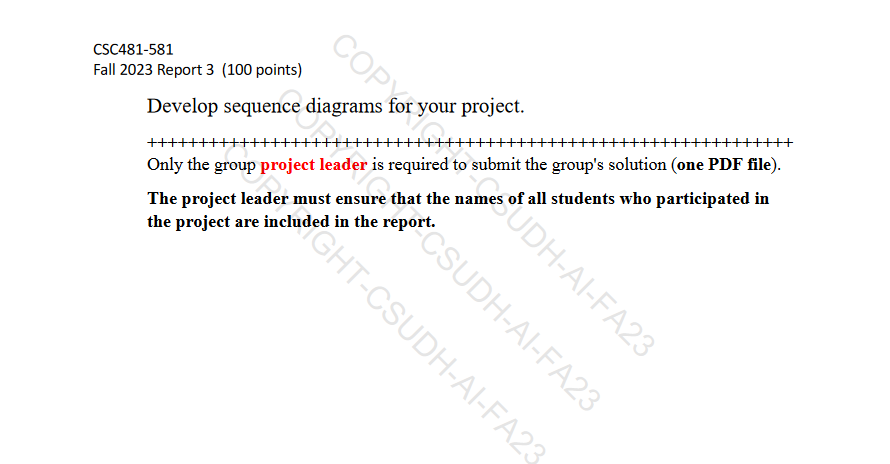 CSC481-581
Fall 2023 Report 3 (100 points)
Develop sequence diagrams for your project.
+++++++++++++++++++++++++++++++++++++++++++++++++++++++++++++++
Only the group project leader is required to submit the group's solution (one PDF file).
The project leader must ensure that the names of all students who participated in
the project are included in the report.
COPYRIGHT-CSUDH-AI-FA23
COPYRIGHT-CSUDH-AI-FA23
COPYRIGHT-CSUDH-AI-FA23